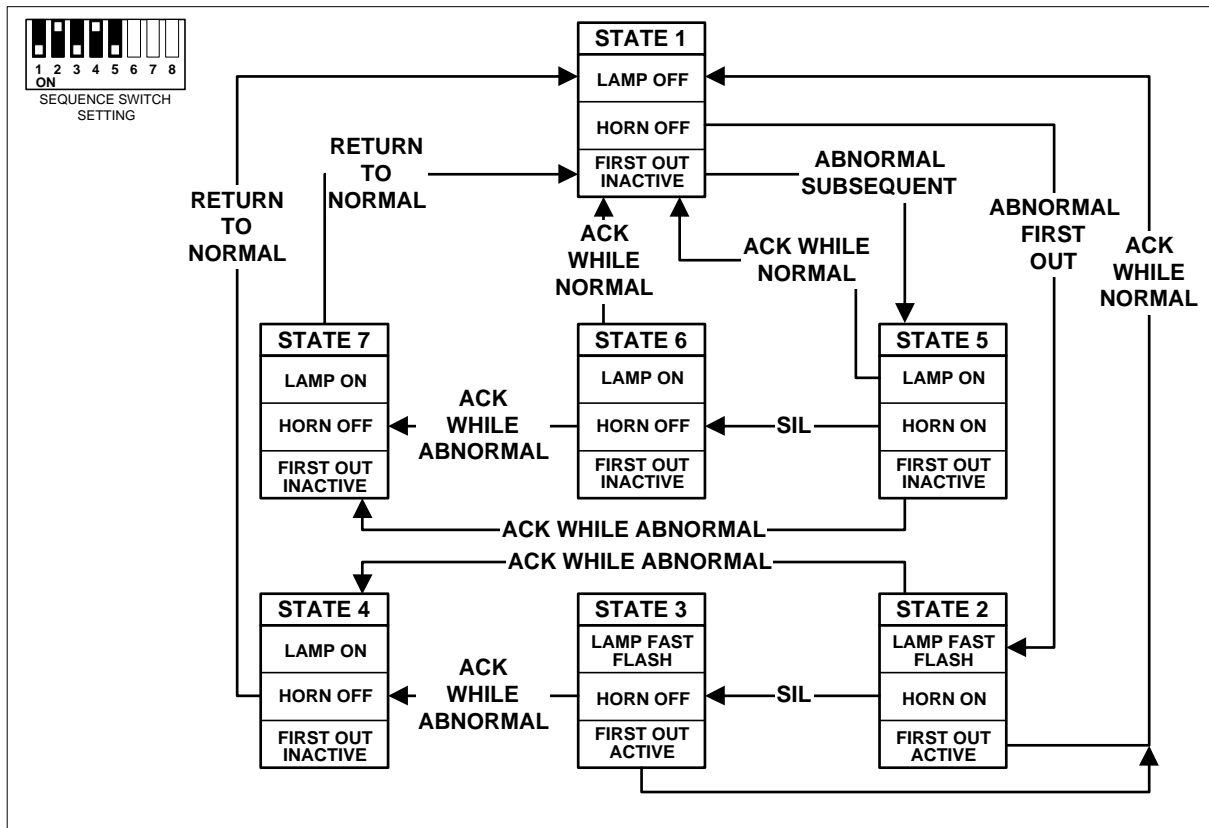 1 2 3 4 5 6 7 8
ON
SEQUENCE SWITCH
SETTING
STATE 1
LAMP OFF
HORN OFF
FIRST OUT
INACTIVE
RETURN
TO
NORMAL
RETURN
TO
NORMAL
ABNORMAL
SUBSEQUENT
ABNORMAL
FIRST
OUT
ACK
WHILE
NORMAL
ACK
WHILE
NORMAL
ACK WHILE
NORMAL
STATE 7
LAMP ON
HORN OFF
FIRST OUT
INACTIVE
ACK
WHILE
ABNORMAL
STATE 6
LAMP ON
HORN OFF
FIRST OUT
INACTIVE
SIL
STATE 5
LAMP ON
HORN ON
FIRST OUT
INACTIVE
ACK WHILE ABNORMAL
ACK WHILE ABNORMAL
STATE 4
LAMP ON
HORN OFF
FIRST OUT
INACTIVE
ACK
WHILE
ABNORMAL
STATE 3
LAMP FAST
FLASH
HORN OFF
FIRST OUT
ACTIVE
SIL
STATE 2
LAMP FAST
FLASH
HORN ON
FIRST OUT
ACTIVE